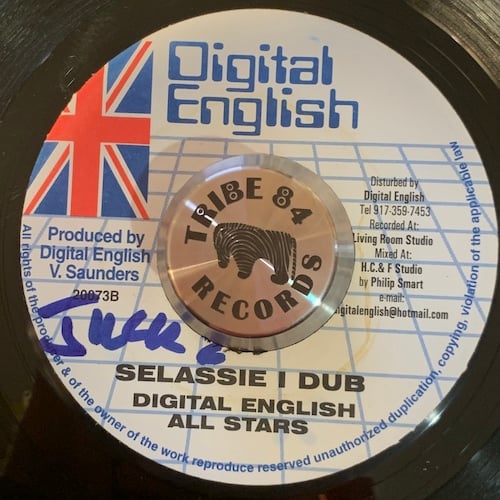 Digital
English
TRIBE 84
RECORDS
Produced by
Digital English
V. Saunders
20073B
Disturbed by
Digital English
Tel 917-359-7453
Recorded At:
Living Room Studio
Mixed At:
H.C.& F Studio
by Philip Smart
e-mail:
igitalenglish@hotmail.com
SELASSIE I DUB
DIGITAL ENGLISH
ALL STARS
All rights of the producer & of the owner of the work reproduce reserved unauthorized duplication, copying, violation of the applicable law